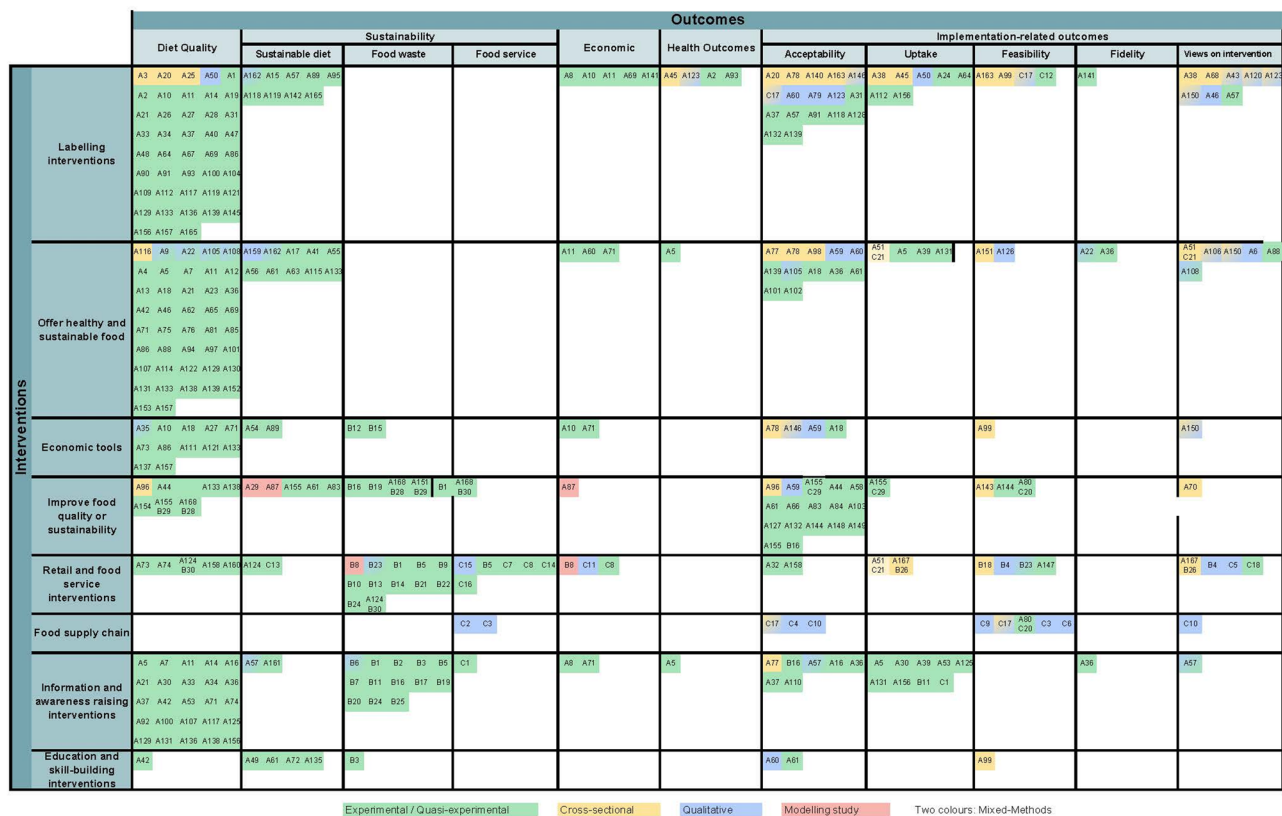 Outcomes
Diet Quality
Sustainability
Sustainable diet
Food waste
Food service
Economic
Health Outcomes
Implementation-related outcomes
Acceptability
Uptake
Feasibility
Fidelity
Views on intervention
Interventions
Labelling
interventions
A3 A20 A25 A50 A1
A2 A10 A11 A14 A19
A21 A26 A27 A28 A31
A33 A34 A37 A40 A47
A48 A64 A67 A69 A86
A90 A91 A93 A100 A104
A109 A112 A117 A119 A121
A129 A133 A136 A139 A145
A156 A157 A165
A162 A15 A57 A89 A95
A118 A119 A142 A165
A8 A10 A11 A69 A141
A45 A123 A2 A93
A20 A78 A140 A163 A146
C17 A60 A79 A123 A31
A37 A57 A91 A118 A128
A132 A139
A38 A45 A50 A24 A64
A112 A156
A163 A99 C17 C12
A141
A38 A68 A43 A120 A123
A150 A46 A57
Offer healthy and
sustainable food
A116 A9 A22 A105 A108
A4 A5 A7 A11 A12
A13 A18 A21 A23 A36
A42 A46 A62 A65 A69
A71 A75 A76 A81 A85
A86 A88 A94 A97 A101
A107 A114 A122 A129 A130
A131 A133 A138 A139 A152
A153 A157
A159 A162 A17 A41 A55
A56 A61 A63 A115 A133
A11 A60 A71
A5
A77 A78 A98 A59 A60
A139 A105 A18 A36 A61
A101 A102
A51 C21 A5 A39 A131
A151 A126
A22 A36
A51 C21 A106 A150 A6 A88
A108
Economic tools
A35 A10 A18 A27 A71
A73 A86 A111 A121 A133
A137 A157
A54 A89
B12 B15
A10 A71
A78 A146 A59 A18
A99
A150
Improve food
quality or
sustainability
A96 A44 A133 A138
A154 A155 B29 A168 B28
A29 A87 A155 A61 A83
B16 B19 A168 B28 A151 B29
B1 A168 B30
A87
A96 A59 A155 C29 A44 A58
A61 A66 A83 A84 A103
A127 A132 A144 A148 A149
A155 B16
A155 C29
A143 A144 A80 C20
A70
Retail and food
service
interventions
A73 A74 A124 B30 A158 A160
A124 C13
B8 B23 B1 B5 B9
B10 B13 B14 B21 B22
B24 A124 B30
C15 B5 C7 C8 C14
C16
B8 C11 C8
A32 A158
A51 C21 A167 B26
B18 B4 B23 A147
A167 B26 B4 C5 C18
Food supply chain
C2 C3
C17 C4 C10
C9 C17 A80 C20 C3 C6
C10
Information and
awareness raising
interventions
A5 A7 A11 A14 A16
A21 A30 A33 A34 A36
A37 A42 A53 A71 A74
A92 A100 A107 A117 A125
A129 A131 A136 A138 A156
A57 A161
B6 B1 B2 B3 B5
B7 B11 B16 B17 B19
B20 B24 B25
C1
A8 A71
A5
A77 B16 A57 A16 A36
A37 A110
A5 A30 A39 A53 A125
A131 A156 B11 C1
A36
A57
Education and
skill-building
interventions
A42
A49 A61 A72 A135
B3
A60 A61
A99
Experimental / Quasi-experimental
Cross-sectional
Qualitative
Modelling study
Two colours: Mixed-Methods